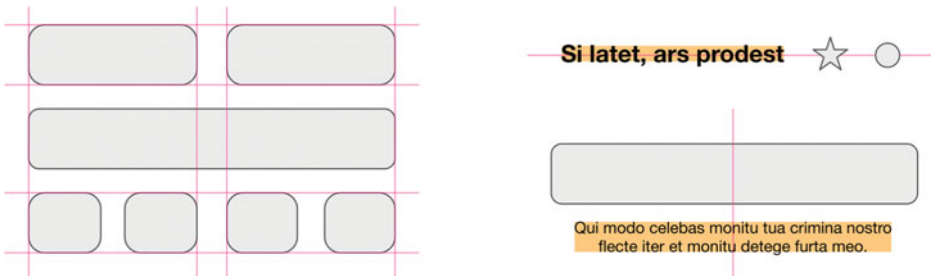 Si latet, ars prodest
Qui modo celebas monitu tua crimina nostro
flecte iter et monitu detege furta meo.